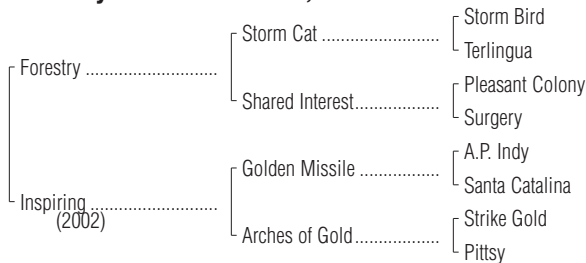 Storm Bird
Storm Cat ........................
Terlingua
Forestry ...........................
Pleasant Colony
Shared Interest.................
Surgery
A.P. Indy
Golden Missile ................
Santa Catalina
Inspiring ..........................
(2002)
Strike Gold
Arches of Gold.................
Pittsy